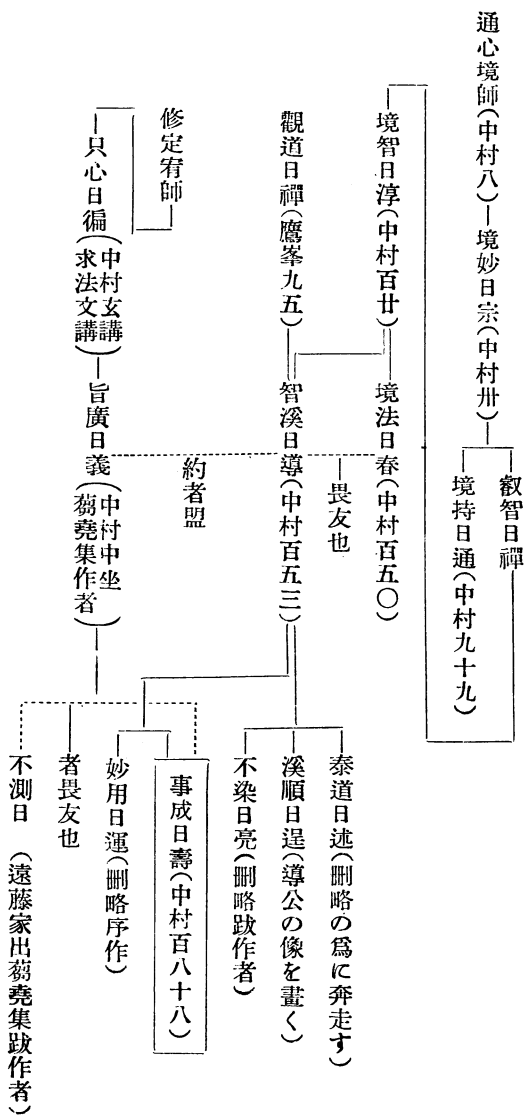 通心境師(中村八)―境妙日宗(中村卅)
叡智日禪
境持日通(中村九十九)
境智日淳(中村百廿)
境法日春(中村百五〇)
畏友也
觀道日禪(鷹峯九五)
智溪日導(中村百五三)
約者盟
修定宥師
只心日徧(中村玄講 求法文講)―旨廣日義(中村中坐 蒭蕘集作者)
泰道日述(刪略の爲に奔走す)
溪順日逞(導公の像を畫く)
不染日亮(刪略跋作者)
事成日壽(中村百八十八)
妙用日運(刪略序作)
者畏友也
不測日 (遠藤家出蒭蕘集跋作者)